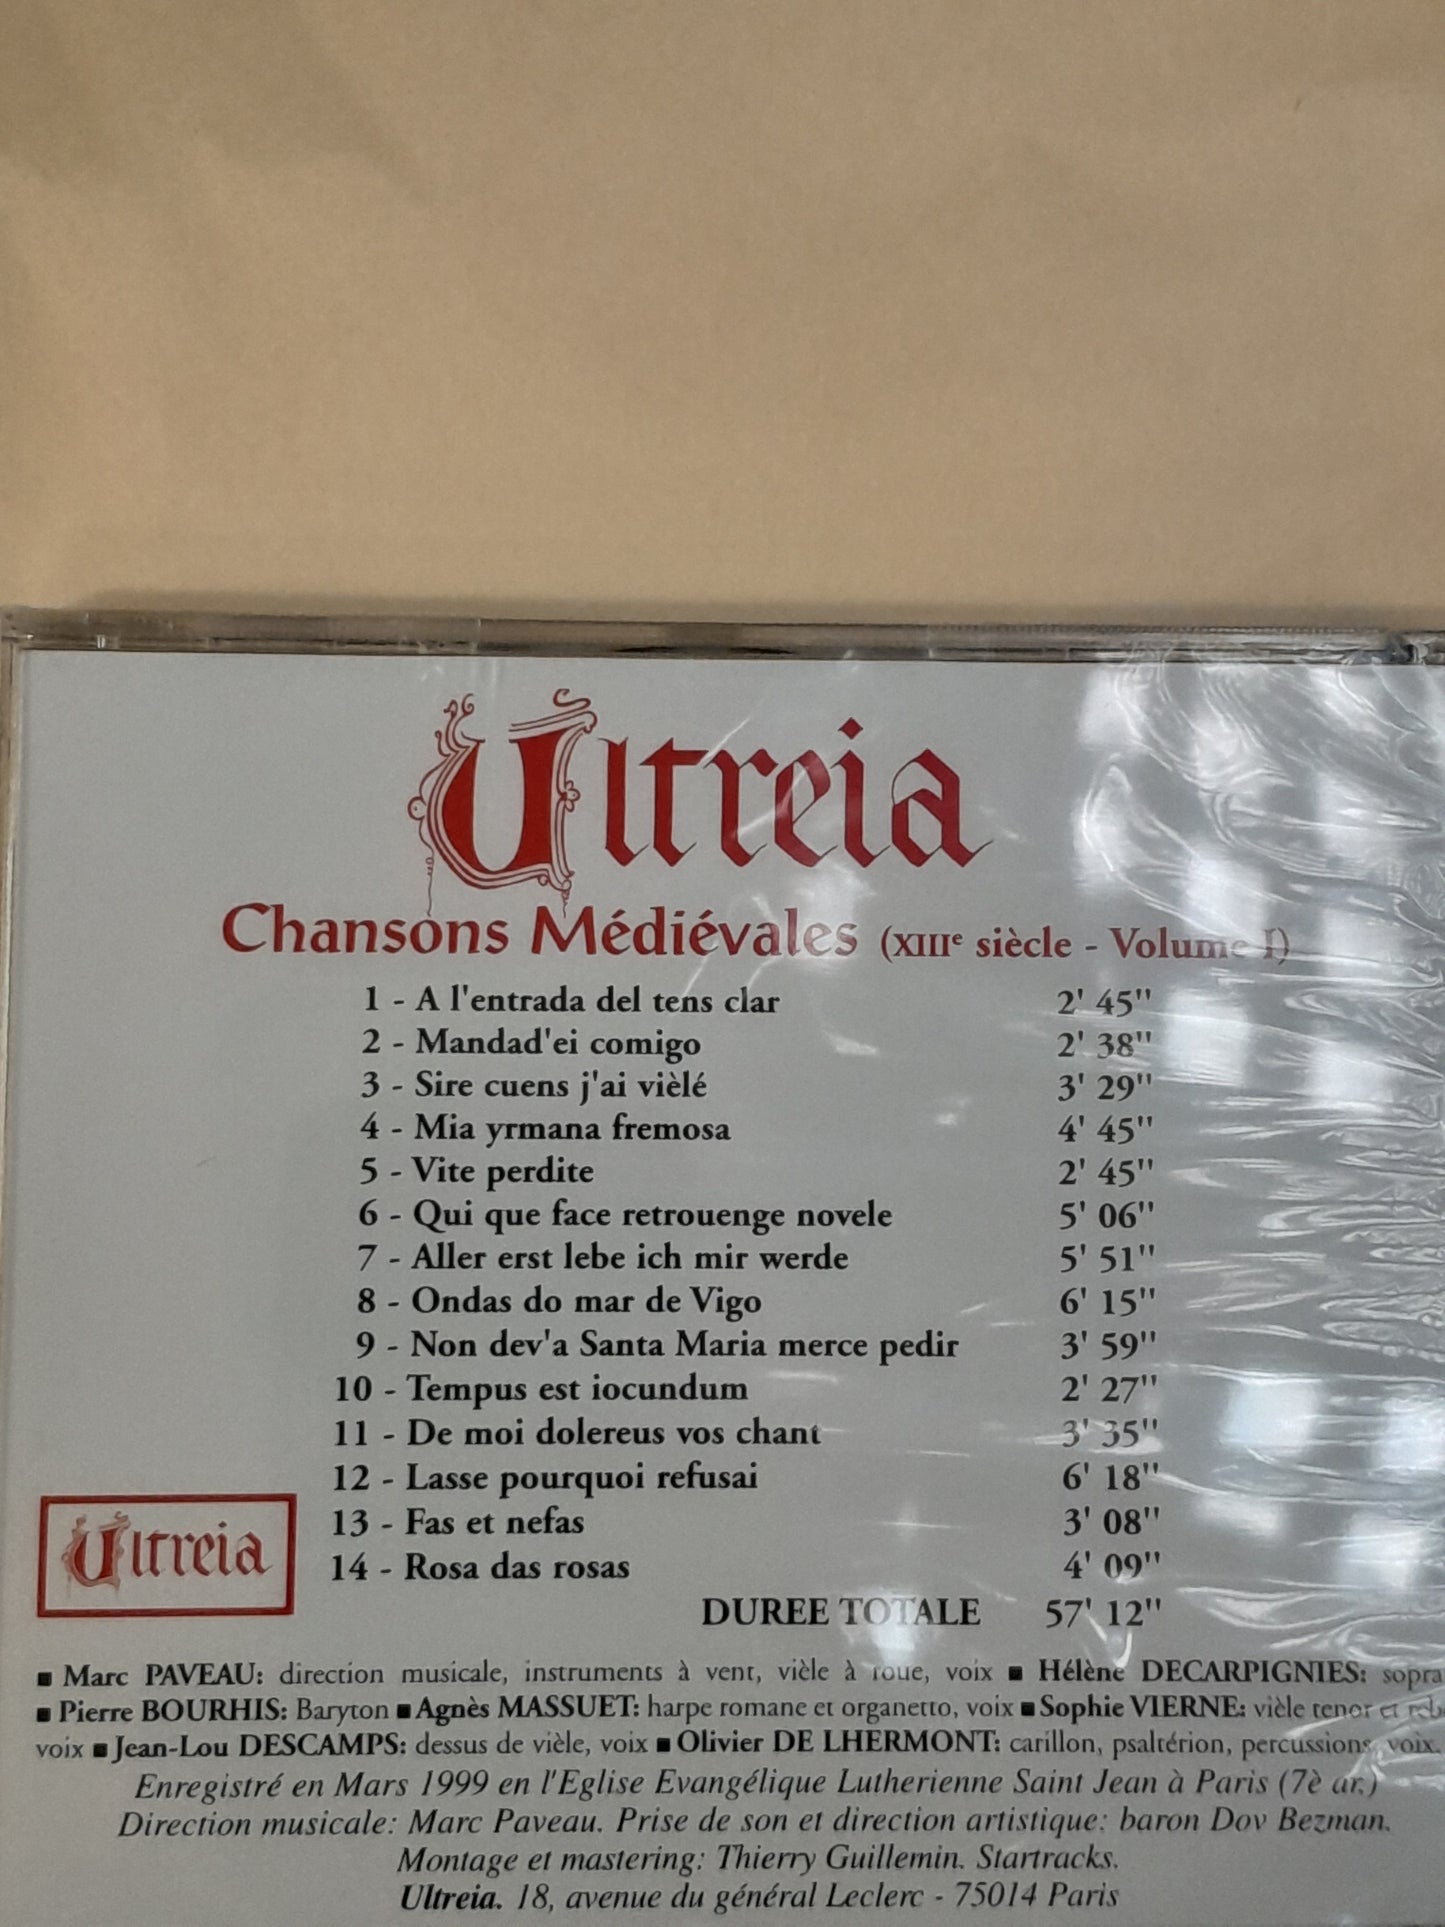 Ultreia
Chansons Médiévales (XIIIe siècle - Volume I)
1 - A l'entrada del tens clar 2' 45"
2 - Mandad'ei comigo 2' 38"
3 - Sire cuens j'ai vièlé 3' 29"
4 - Mia yrmana fremosa 4' 45"
5 - Vite perdite 2' 45"
6 - Qui que face retrouenge novele 5' 06"
7 - Aller erst lebe ich mir werde 5' 51"
8 - Ondas do mar de Vigo 6' 15"
9 - Non dev'a Santa Maria merce pedir 3' 59"
10 - Tempus est iocundum 2' 27"
11 - De moi dolereus vos chant 3' 35"
12 - Lasse pourquoi refusai 6' 18"
13 - Fas et nefas 3' 08"
14 - Rosa das rosas 4' 09"
Ultreia
DUREE TOTALE 57' 12"
■ Marc PAVEAU: direction musicale, instruments à vent, vièle à roue, voix ■ Hélène DECARPIGNIES: sopra
■ Pierre BOURHIS: Baryton ■ Agnès MASSUET: harpe romane et organetto, voix ■ Sophie VIERNE: vièle tenor et
voix ■ Jean-Lou DESCAMPS: dessus de vièle, voix ■ Olivier DE LHERMONT: carillon, psaltérion, percussions, voix.
Enregistré en Mars 1999 en l'Eglise Evangélique Lutherienne Saint Jean à Paris (7è ar.)
Direction musicale: Marc Paveau. Prise de son et direction artistique: baron Dov Bezman.
Montage et mastering: Thierry Guillemin. Startracks.
Ultreia. 18, avenue du général Leclerc - 75014 Paris